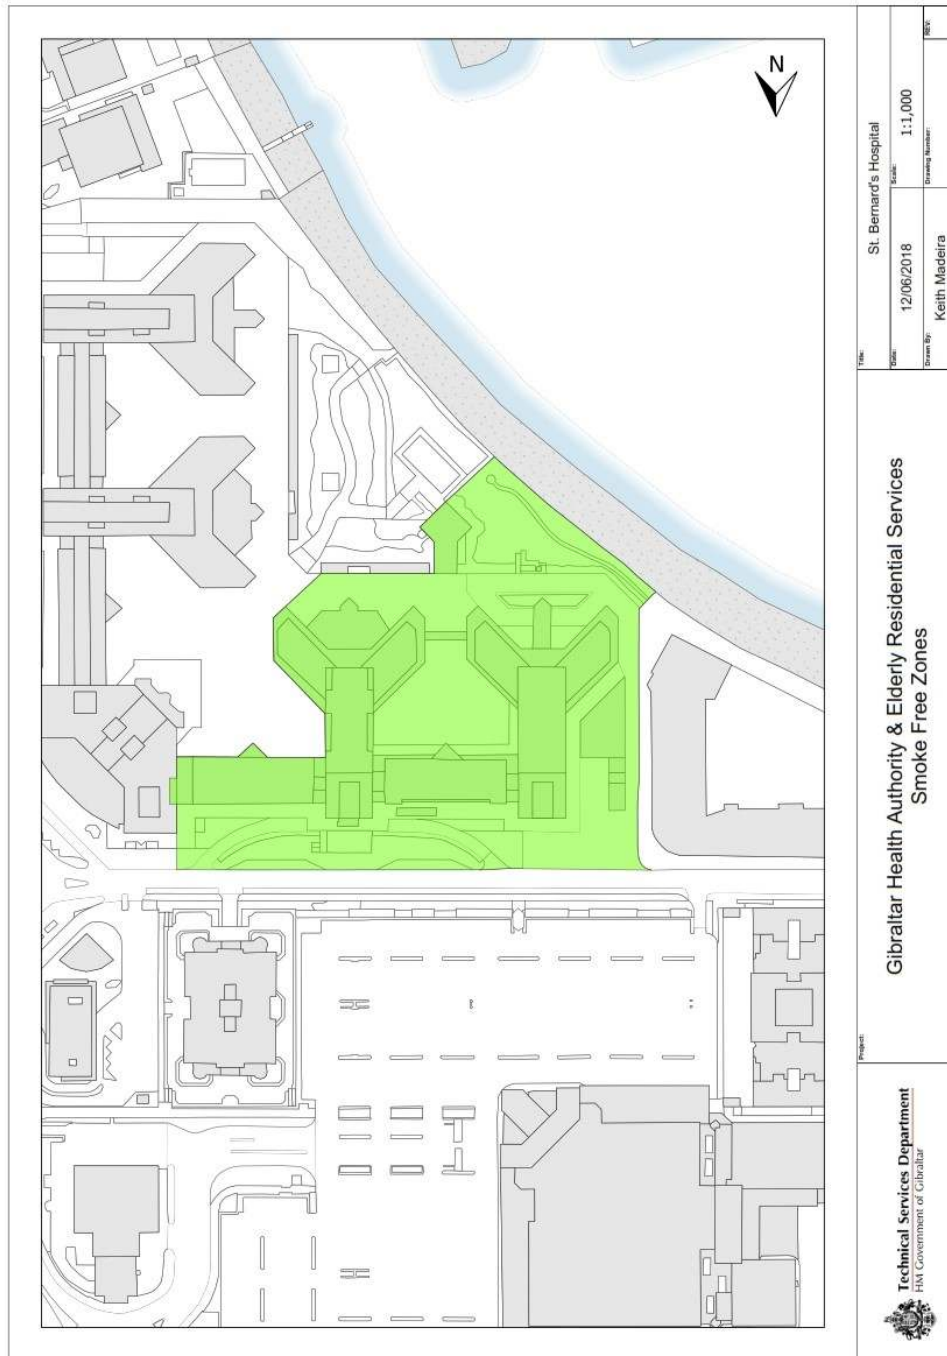 N
Technical Services Department
HM Government of Gibraltar
Project:
Gibraltar Health Authority & Elderly Residential Services
Smoke Free Zones
Title:
St. Bernard's Hospital
Date:
12/06/2018
Scale:
1:1,000
Drawn By:
Keith Madeira
Drawing Number:
REV: